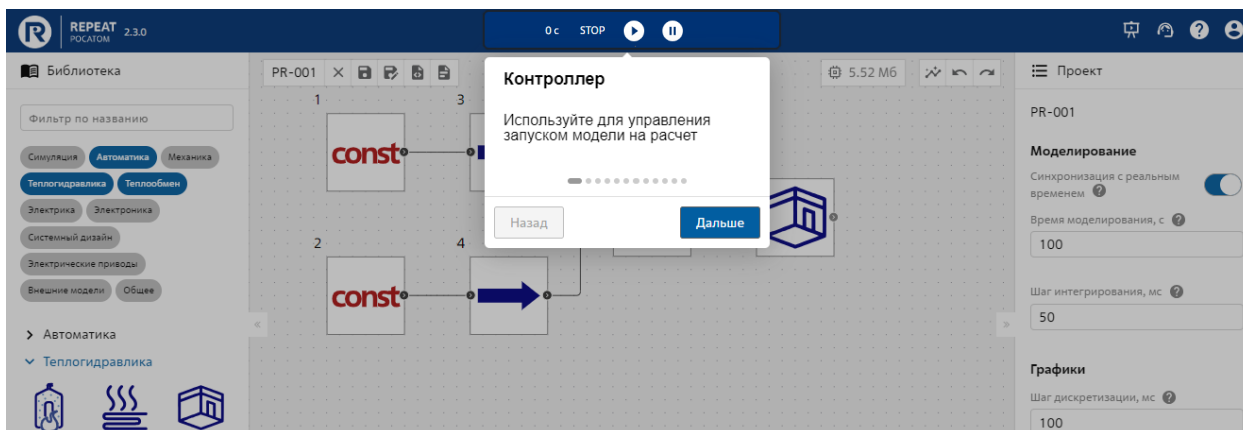 REPEAT 2.3.0
РОСАТОМ
0 с STOP
Библиотека
Фильтр по названию
Симуляция Автоматика Механика
Теплогидравлика Теплообмен
Электрика Электроника
Системный дизайн
Электрические приводы
Внешние модели Общее
Автоматика
Теплогидравлика
PR-001
5.52 Мб
1
3
const
2
4
const
Контроллер
Используйте для управления
запуском модели на расчет
Назад Дальше
Проект
PR-001
Моделирование
Синхронизация с реальным
временем
Время моделирования, с
100
Шаг интегрирования, мс
50
Графики
Шаг дискретизации, мс
100